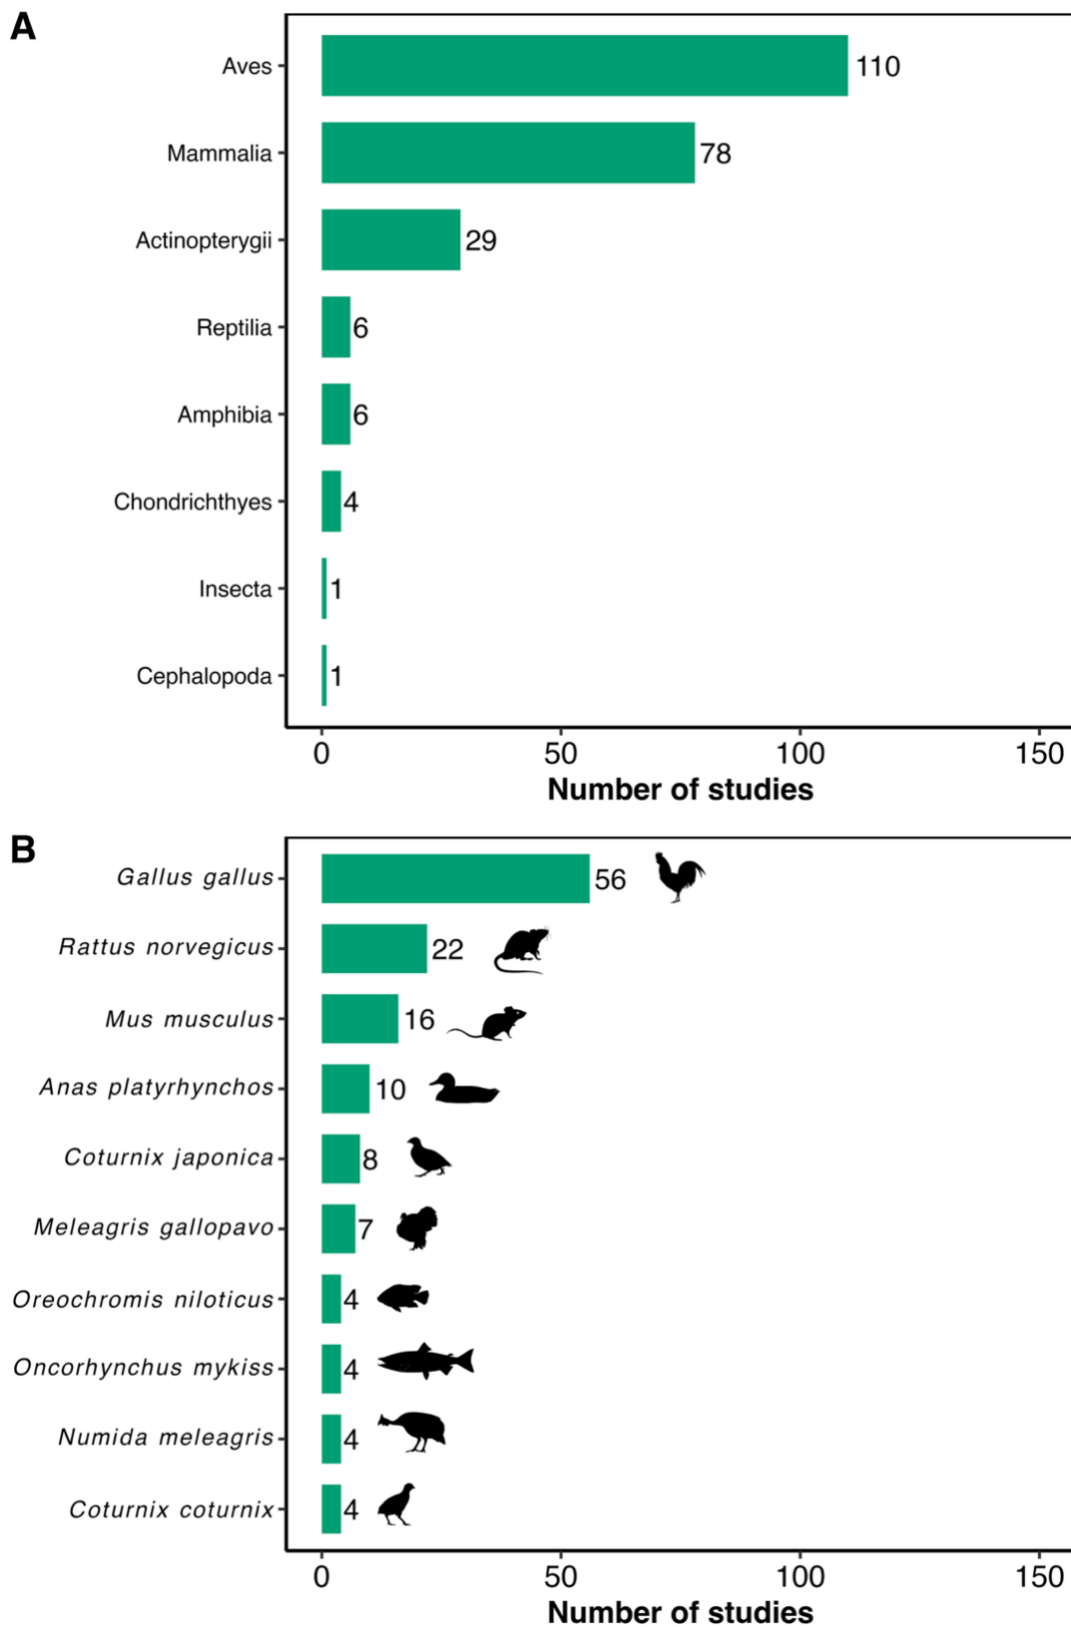 A
Aves 110
Mammalia 78
Actinopterygii 29
Reptilia 6
Amphibia 6
Chondrichthyes 4
Insecta 1
Cephalopoda 1
0 50 100 150
Number of studies
B
Gallus gallus 56
Rattus norvegicus 22
Mus musculus 16
Anas platyrhynchos 10
Coturnix japonica 8
Meleagris gallopavo 7
Oreochromis niloticus 4
Oncorhynchus mykiss 4
Numida meleagris 4
Coturnix coturnix 4
0 50 100 150
Number of studies